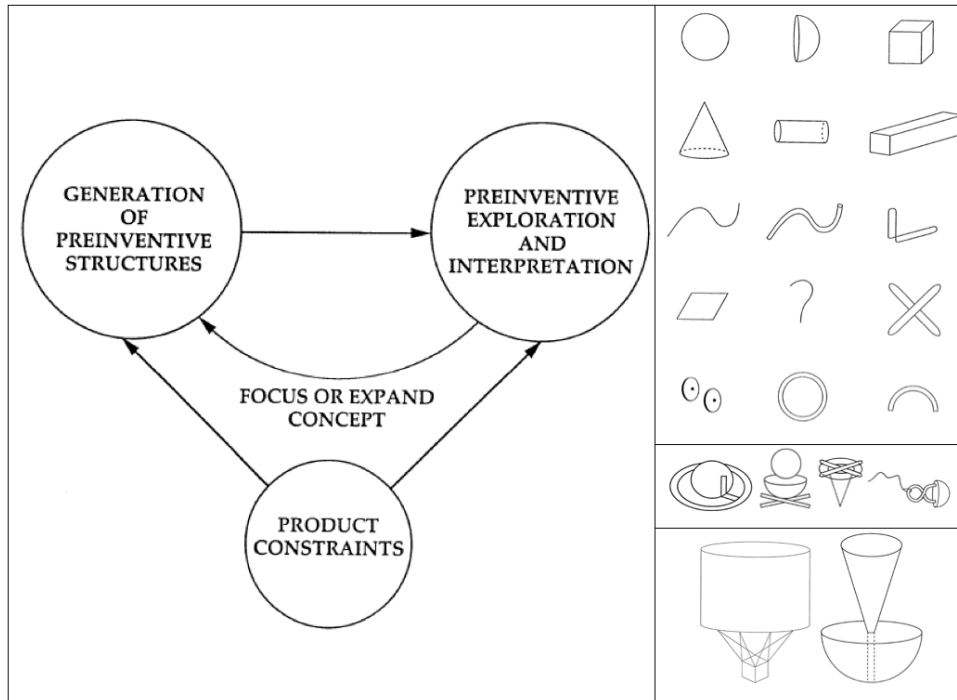 GENERATION
OF
PREINVENTIVE
STRUCTURES
PREINVENTIVE
EXPLORATION
AND
INTERPRETATION
FOCUS OR EXPAND
CONCEPT
PRODUCT
CONSTRAINTS